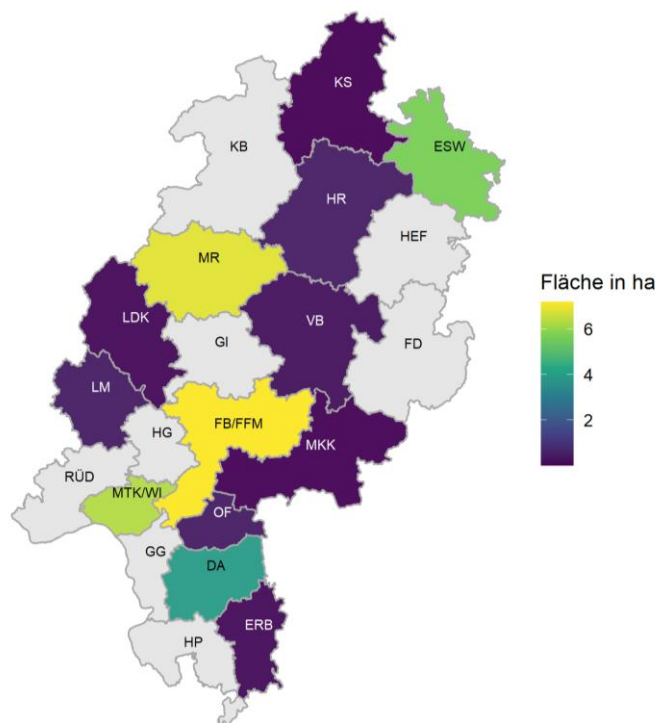 KS
KB
ESW
HR
HEF
MR
LDK
VB
GI
FD
LM
FB/FFM
HG
MKK
RÜD
MTK/WI
OF
GG
DA
ERB
HP
Fläche in ha
6
4
2